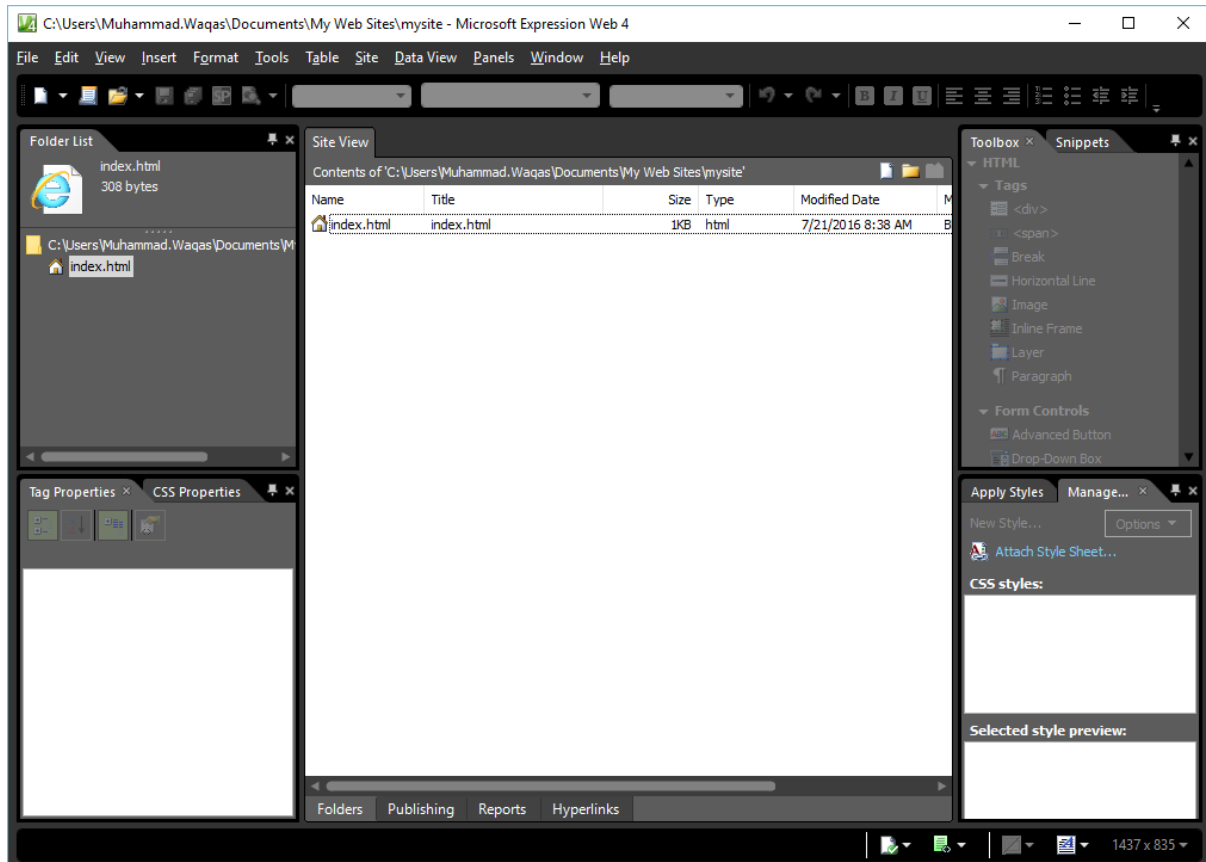 C:\Users\Muhammad.Waqas\Documents\My Web Sites\mysite - Microsoft Expression Web 4
File Edit View Insert Format Tools Table Site Data View Panels Window Help
Folder List
index.html
308 bytes
C:\Users\Muhammad.Waqas\Documents\M
index.html
Site View
Contents of 'C:\Users\Muhammad.Waqas\Documents\My Web Sites\mysite'
Name Title Size Type Modified Date M
index.html index.html 1KB html 7/21/2016 8:38 AM B
Folders Publishing Reports Hyperlinks
Toolbox Snippets
HTML
Tags
<div>
<span>
Break
Horizontal Line
Image
Inline Frame
Layer
Paragraph
Form Controls
Advanced Button
Drop-Down Box
Tag Properties CSS Properties
Apply Styles Manage...
New Style... Options
Attach Style Sheet...
CSS styles:
Selected style preview:
1437 x 835